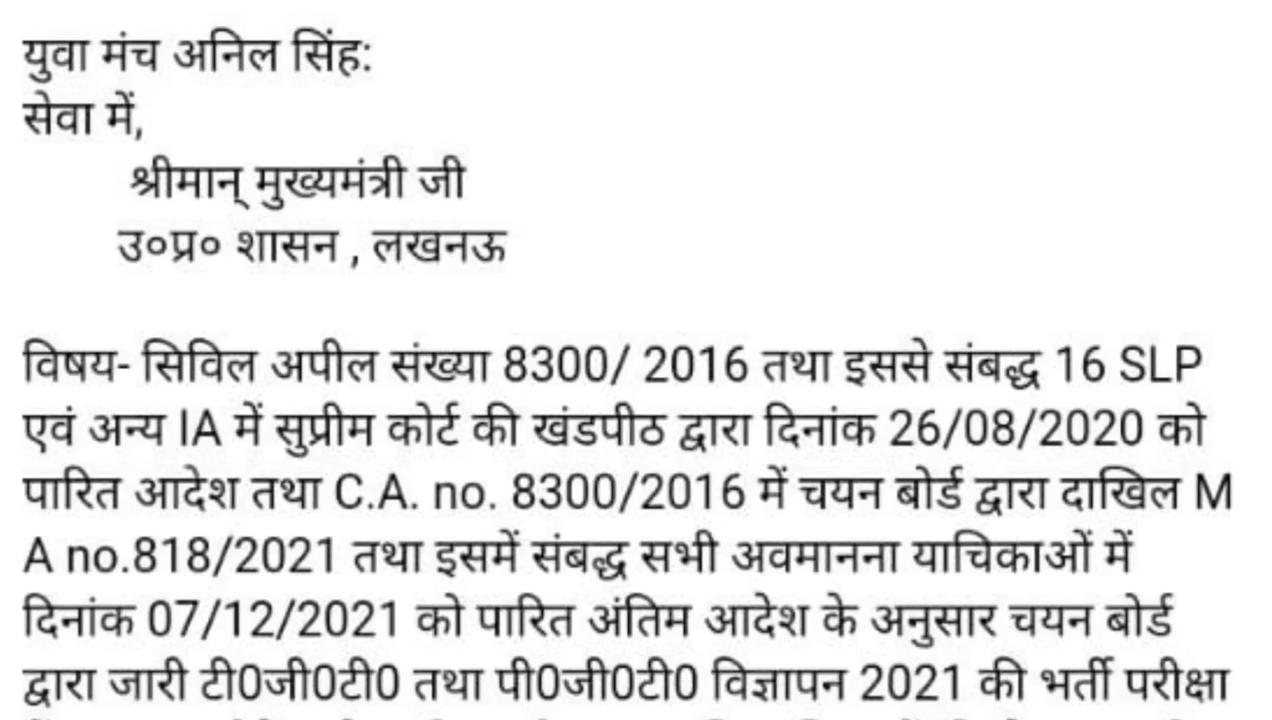 युवा मंच अनिल सिंह:
सेवा में,
श्रीमान् मुख्यमंत्री जी
उ०प्र० शासन , लखनऊ
विषय- सिविल अपील संख्या 8300/ 2016 तथा इससे संबद्ध 16 SLP
एवं अन्य IA में सुप्रीम कोर्ट की खंडपीठ द्वारा दिनांक 26/08/2020 को
पारित आदेश तथा C.A. no. 8300/2016 में चयन बोर्ड द्वारा दाखिल M
A no.818/2021 तथा इसमें संबद्ध सभी अवमानना याचिकाओं में
दिनांक 07/12/2021 को पारित अंतिम आदेश के अनुसार चयन बोर्ड
द्वारा जारी टी0जी0टी0 तथा पी0जी0टी0 विज्ञापन 2021 की भर्ती परीक्षा